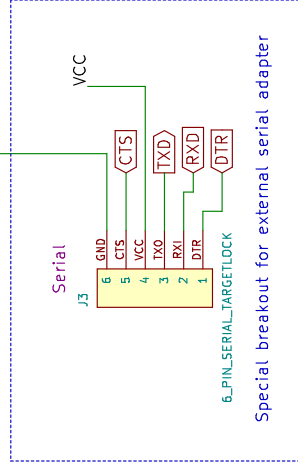 VCC
CTS
TXD
RXD
DTR
GND
CTS
VCC
TXO
RXI
DTR
6
5
4
3
2
1
Serial
J3
6_PIN_SERIAL_TARGETLOCK
Special breakout for external serial adapter